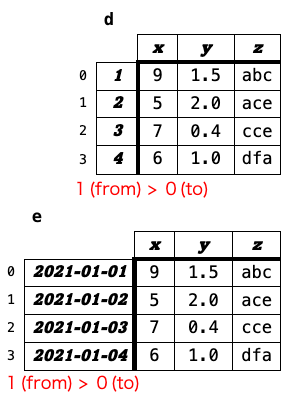 d
x y z
0 1 9 1.5 abc
1 2 5 2.0 ace
2 3 7 0.4 cce
3 4 6 1.0 dfa
1 (from) > 0 (to)
e
x y z
0 2021-01-01 9 1.5 abc
1 2021-01-02 5 2.0 ace
2 2021-01-03 7 0.4 cce
3 2021-01-04 6 1.0 dfa
1 (from) > 0 (to)